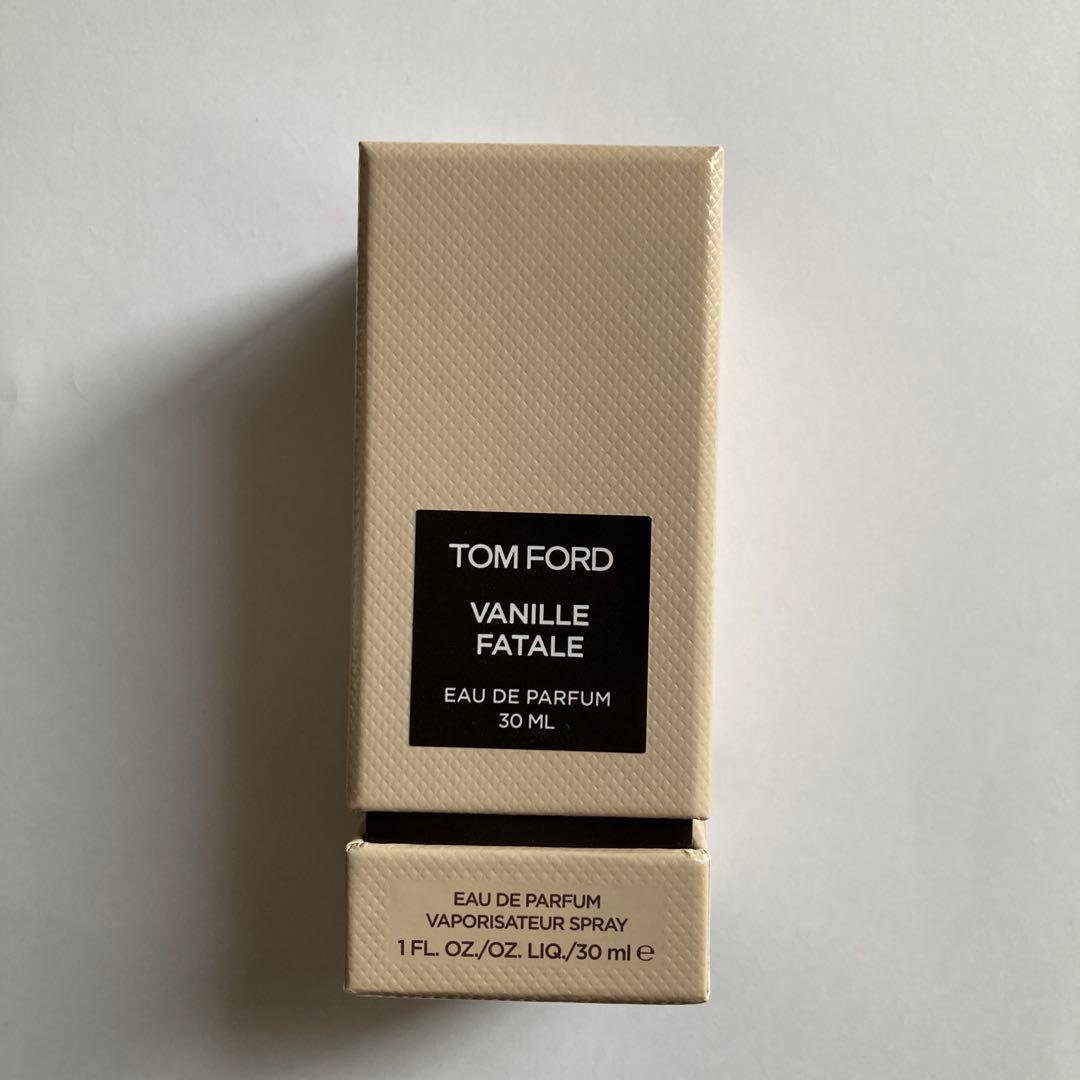 TOM FORD
VANILLE
FATALE
EAU DE PARFUM
30 ML
EAU DE PARFUM
VAPORISATEUR SPRAY
1 FL. OZ./OZ. LIQ./30 ml ℮